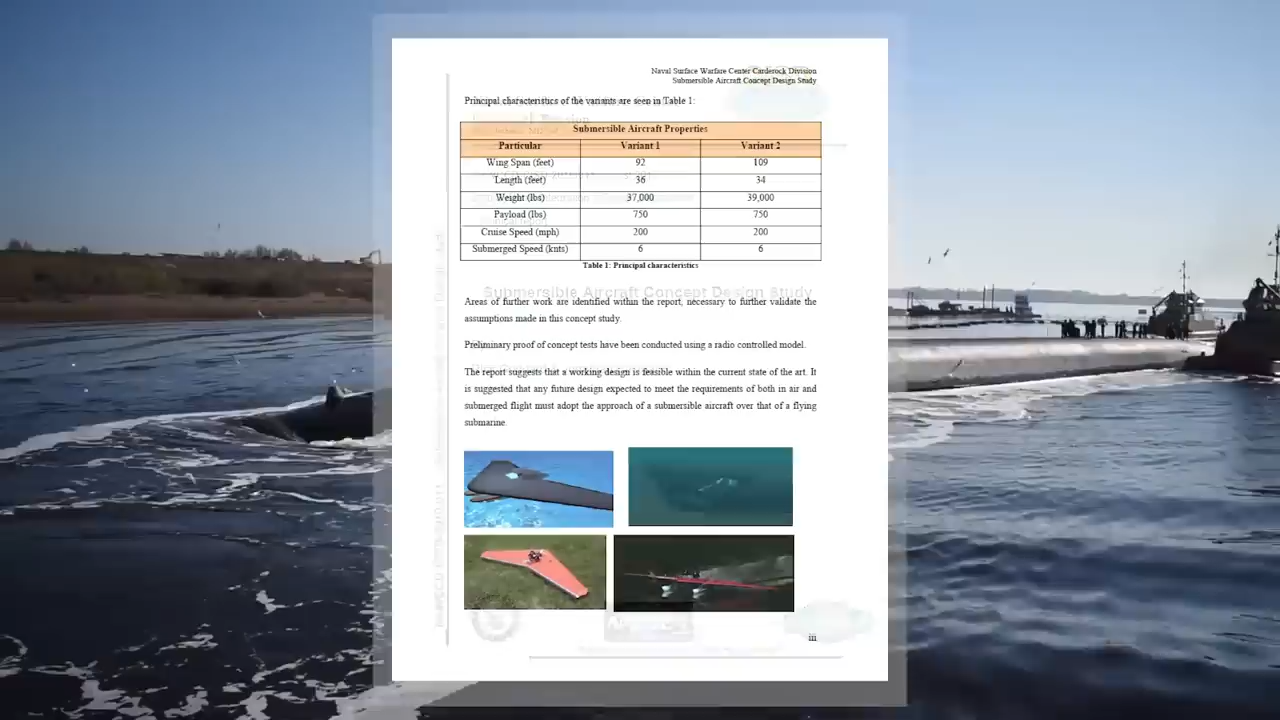 Naval Surface Warfare Center Carderock Division
Submersible Aircraft Concept Design Study
Principal characteristics of the variants are seen in Table 1:
Submersible Aircraft Properties
Particular Variant 1 Variant 2
Wing Span (feet) 92 109
Length (feet) 36 34
Weight (lbs) 37,000 39,000
Payload (lbs) 750 750
Cruise Speed (mph) 200 200
Submerged Speed (knts) 6 6
Table 1: Principal characteristics
Submersible Aircraft Concept Design Study
Areas of further work are identified within the report, necessary to further validate the
assumptions made in this concept study.
Preliminary proof of concept tests have been conducted using a radio controlled model.
The report suggests that a working design is feasible within the current state of the art. It
is suggested that any future design expected to meet the requirements of both in air and
submerged flight must adopt the approach of a submersible aircraft over that of a flying
submarine.
iii